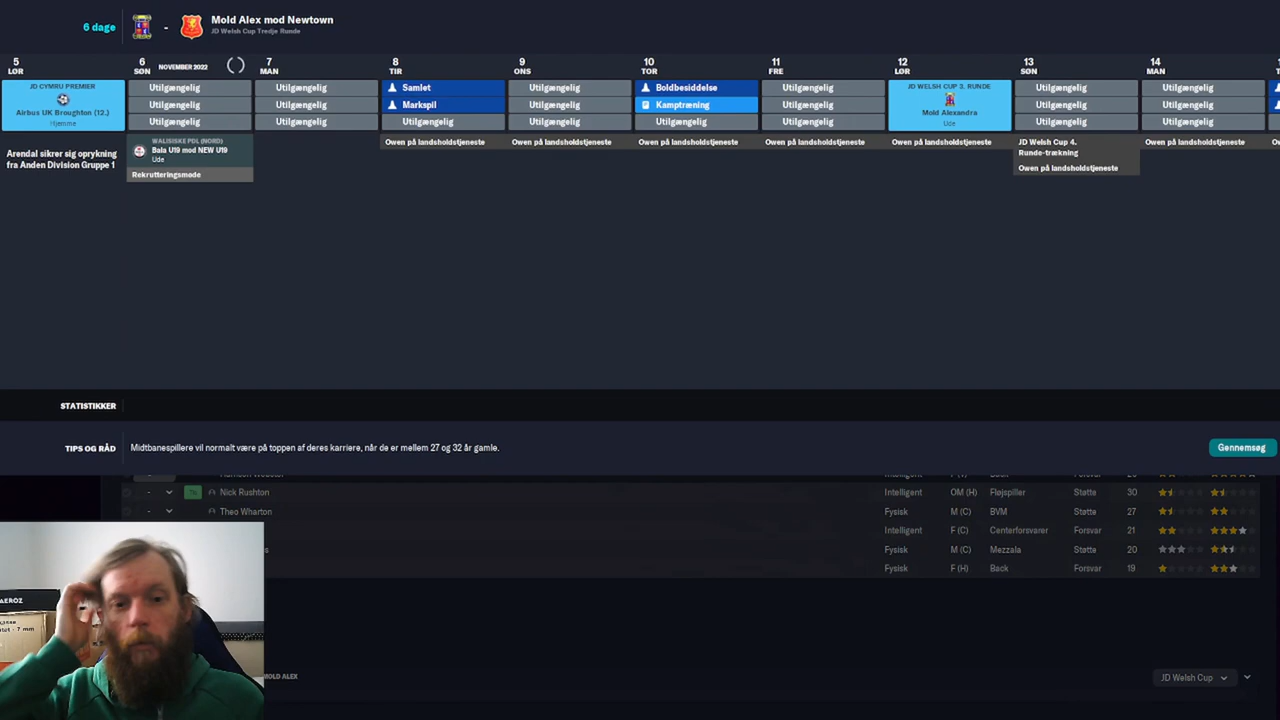 6 dage
-
Mold Alex mod Newtown
JD Welsh Cup Tredje Runde
5
LØR
6
SØN
NOVEMBER 2022
7
MAN
8
TIR
9
ONS
10
TOR
11
FRE
12
LØR
13
SØN
14
MAN
JD CYMRU PREMIER
Airbus UK Broughton (12.)
Hjemme
Utilgængelig
Utilgængelig
Utilgængelig
Utilgængelig
Utilgængelig
Utilgængelig
Samlet
Markspil
Utilgængelig
Utilgængelig
Utilgængelig
Utilgængelig
Boldbesiddelse
Kamptræning
Utilgængelig
Utilgængelig
Utilgængelig
Utilgængelig
JD WELSH CUP 3. RUNDE
Mold Alexandra
Ude
Utilgængelig
Utilgængelig
Utilgængelig
Utilgængelig
Utilgængelig
Utilgængelig
Arendal sikrer sig oprykning
fra Anden Division Gruppe 1
WALISISKE PDL (NORD)
Bala U19 mod NEW U19
Ude
Rekrutteringsmøde
Owen på landsholdstjeneste
Owen på landsholdstjeneste
Owen på landsholdstjeneste
Owen på landsholdstjeneste
Owen på landsholdstjeneste
JD Welsh Cup 4.
Runde-trækning
Owen på landsholdstjeneste
Owen på landsholdstjeneste
STATISTIKKER
TIPS OG RÅD
Midtbanespillere vil normalt være på toppen af deres karriere, når de er mellem 27 og 32 år gamle.
Gennemsøg
- Nick Rushton Intelligent OM (H) Fløjspiller Støtte 30
- Theo Wharton Fysisk M (C) BVM Støtte 27
Intelligent F (C) Centerforsvarer Forsvar 21
Fysisk M (C) Mezzala Støtte 20
Fysisk F (H) Back Forsvar 19
AEROZ
MOLD ALEX
JD Welsh Cup